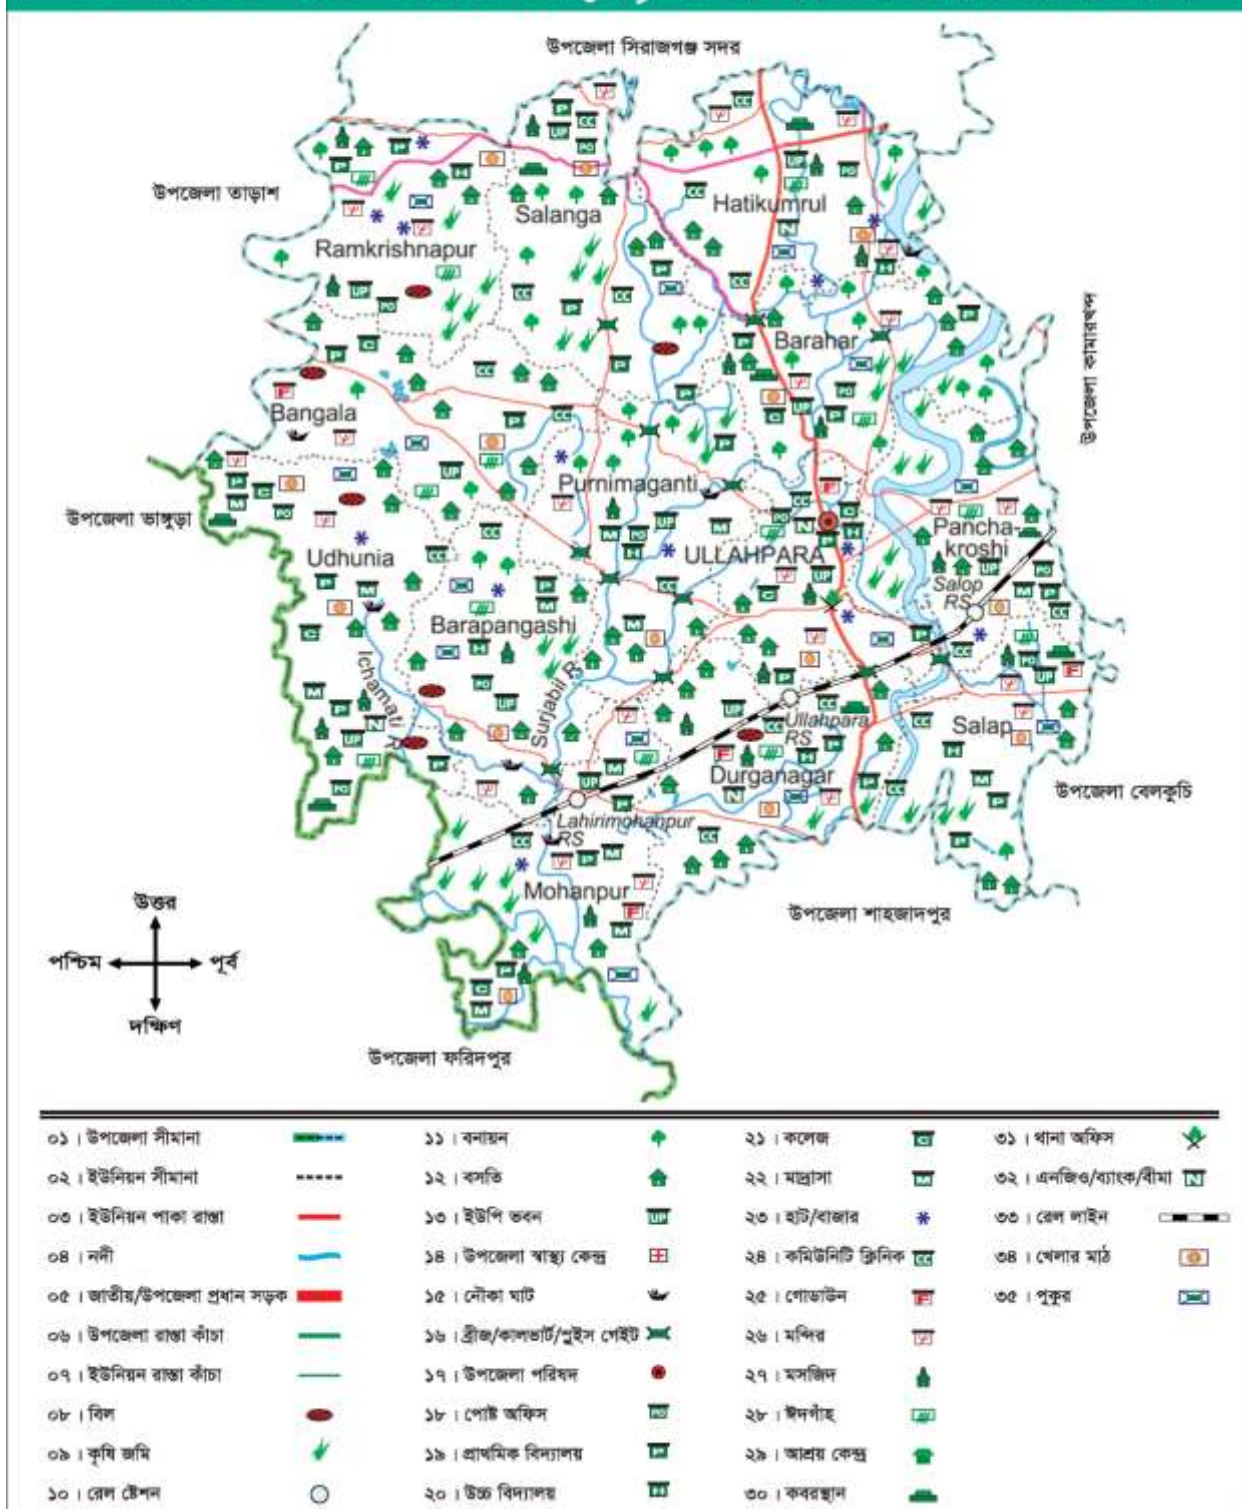 উপজেলা সিরাজগঞ্জ সদর
উপজেলা তাড়াশ
Salanga
Hatikumrul
Ramkrishnapur
উপজেলা কামারখন্দ
Barahar
Bangala
Purnimaganti
উপজেলা ভাঙ্গুড়া
Pancha-
kroshi
Udhunia
ULLAHPARA
Salop
RS
Barapangashi
Ichamati R
Surjabil R
Ullahpara
RS
Salap
Durganagar
উপজেলা বেলকুচি
Lahirimohanpur
RS
Mohanpur
উপজেলা শাহজাদপুর
উত্তর
পশ্চিম
পূর্ব
দক্ষিণ
উপজেলা ফরিদপুর
০১। উপজেলা সীমানা
০২। ইউনিয়ন সীমানা
০৩। ইউনিয়ন পাকা রাস্তা
০৪। নদী
০৫। জাতীয়/উপজেলা প্রধান সড়ক
০৬। উপজেলা রাস্তা কাঁচা
০৭। ইউনিয়ন রাস্তা কাঁচা
০৮। বিল
০৯। কৃষি জমি
১০। রেল ষ্টেশন
১১। বনায়ন
১২। বসতি
১৩। ইউপি ভবন
১৪। উপজেলা স্বাস্থ্য কেন্দ্র
১৫। নৌকা ঘাট
১৬। ব্রীজ/কালভার্ট/স্লুইস গেইট
১৭। উপজেলা পরিষদ
১৮। পোষ্ট অফিস
১৯। প্রাথমিক বিদ্যালয়
২০। উচ্চ বিদ্যালয়
২১। কলেজ
২২। মাদ্রাসা
২৩। হাট/বাজার
২৪। কমিউনিটি ক্লিনিক
২৫। গোডাউন
২৬। মন্দির
২৭। মসজিদ
২৮। ঈদগাঁহ
২৯। আশ্রয় কেন্দ্র
৩০। কবরস্থান
৩১। থানা অফিস
৩২। এনজিও/ব্যাংক/বীমা
৩৩। রেল লাইন
৩৪। খেলার মাঠ
৩৫। পুকুর